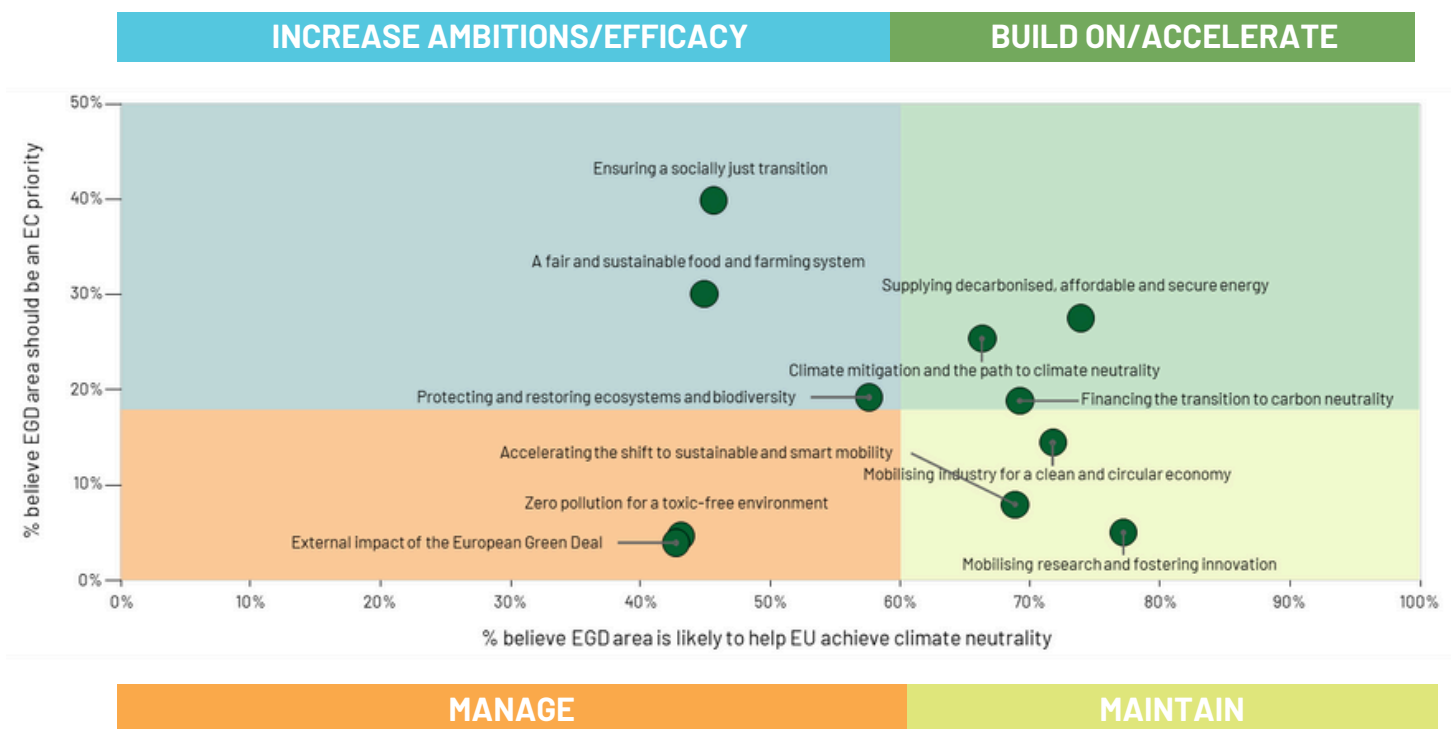 INCREASE AMBITIONS/EFFICACY
BUILD ON/ACCELERATE
% believe EGD area should be an EC priority
50%
40%
30%
20%
10%
0%
Ensuring a socially just transition
A fair and sustainable food and farming system
Supplying decarbonised, affordable and secure energy
Climate mitigation and the path to climate neutrality
Protecting and restoring ecosystems and biodiversity
Financing the transition to carbon neutrality
Accelerating the shift to sustainable and smart mobility
Mobilising industry for a clean and circular economy
Zero pollution for a toxic-free environment
External impact of the European Green Deal
Mobilising research and fostering innovation
0%
10%
20%
30%
40%
50%
60%
70%
80%
90%
100%
% believe EGD area is likely to help EU achieve climate neutrality
MANAGE
MAINTAIN